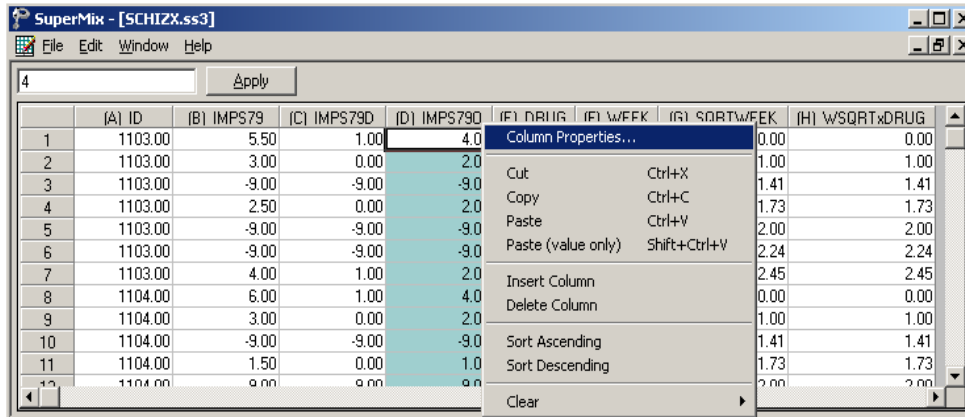 SuperMix - [SCHIZX.ss3]
File Edit Window Help
4 Apply
(A) ID (B) IMPS79 (C) IMPS79D (D) IMPS79O (E) DRUG (F) WEEK (G) SQRTWEEK (H) WSQRTxDRUG
1 1103.00 5.50 1.00 4.0 Column Properties... 0.00 0.00
2 1103.00 3.00 0.00 2.0 1.00 1.00
3 1103.00 -9.00 -9.00 -9.0 Cut Ctrl+X 1.41 1.41
4 1103.00 2.50 0.00 2.0 Copy Ctrl+C 1.73 1.73
5 1103.00 -9.00 -9.00 -9.0 Paste Ctrl+V 2.00 2.00
6 1103.00 -9.00 -9.00 -9.0 Paste (value only) Shift+Ctrl+V 2.24 2.24
7 1103.00 4.00 1.00 2.0 Insert Column 2.45 2.45
8 1104.00 6.00 1.00 4.0 Delete Column 0.00 0.00
9 1104.00 3.00 0.00 2.0 1.00 1.00
10 1104.00 -9.00 -9.00 -9.0 Sort Ascending 1.41 1.41
11 1104.00 1.50 0.00 1.0 Sort Descending 1.73 1.73
12 1104.00 2.00 2.00
Clear